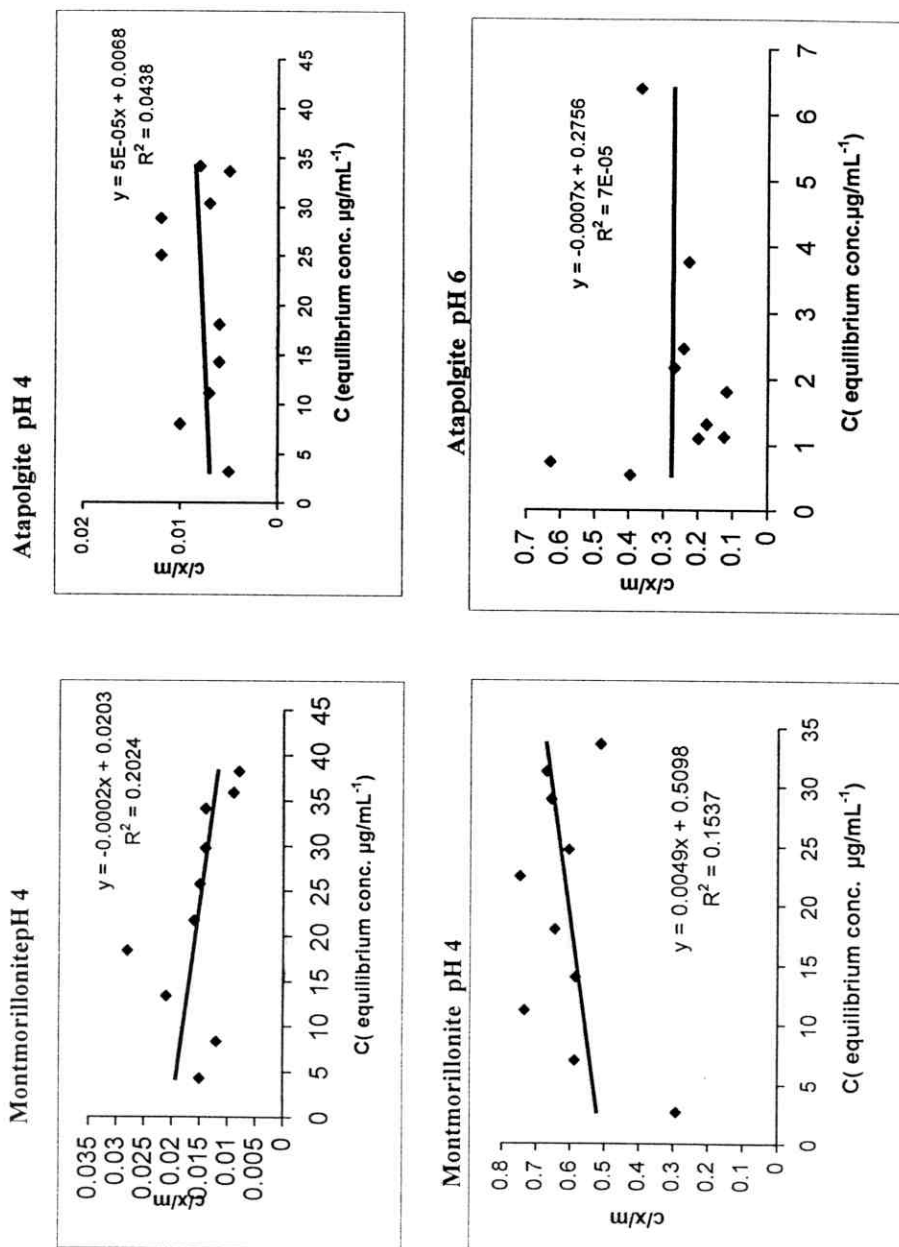 MontmorillonitepH 4
c/x/m
0.035
0.03
0.025
0.02
0.015
0.01
0.005
0
y = -0.0002x + 0.0203
R² = 0.2024
0 5 10 15 20 25 30 35 40 45
C( equilibrium conc. µg/mL⁻¹)
Atapolgite pH 4
c/x/m
0.02
0.01
0
y = 5E-05x + 0.0068
R² = 0.0438
0 5 10 15 20 25 30 35 40 45
C (equilibrium conc. µg/mL⁻¹)
Montmorillonite pH 4
c/x/m
0.8
0.7
0.6
0.5
0.4
0.3
0.2
0.1
0
y = 0.0049x + 0.5098
R² = 0.1537
0 5 10 15 20 25 30 35
C( equilibrium conc. µg/mL⁻¹)
Atapolgite pH 6
c/x/m
0.7
0.6
0.5
0.4
0.3
0.2
0.1
0
y = -0.0007x + 0.2756
R² = 7E-05
0 1 2 3 4 5 6 7
C( equilibrium conc.µg/mL⁻¹)